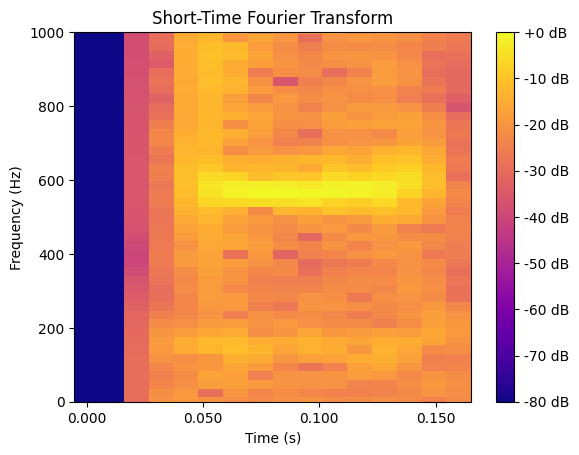 Short-Time Fourier Transform
1000
800
600
400
200
0
Frequency (Hz)
0.000
0.050
0.100
0.150
Time (s)
+0 dB
-10 dB
-20 dB
-30 dB
-40 dB
-50 dB
-60 dB
-70 dB
-80 dB